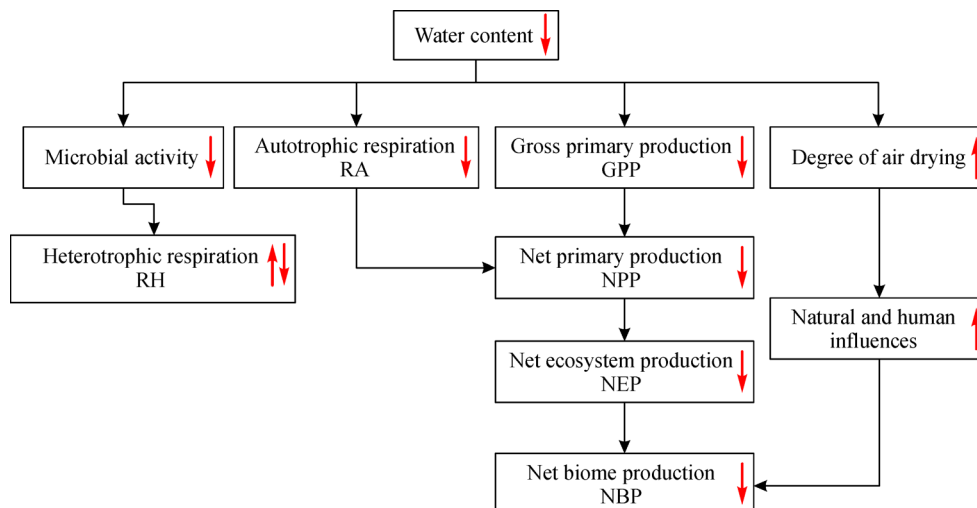 Water content
Microbial activity
Autotrophic respiration
RA
Gross primary production
GPP
Degree of air drying
Heterotrophic respiration
RH
Net primary production
NPP
Natural and human
influences
Net ecosystem production
NEP
Net biome production
NBP